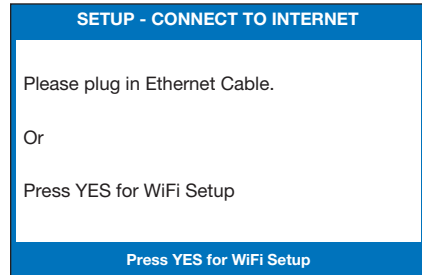 SETUP - CONNECT TO INTERNET
Please plug in Ethernet Cable.
Or
Press YES for WiFi Setup
Press YES for WiFi Setup